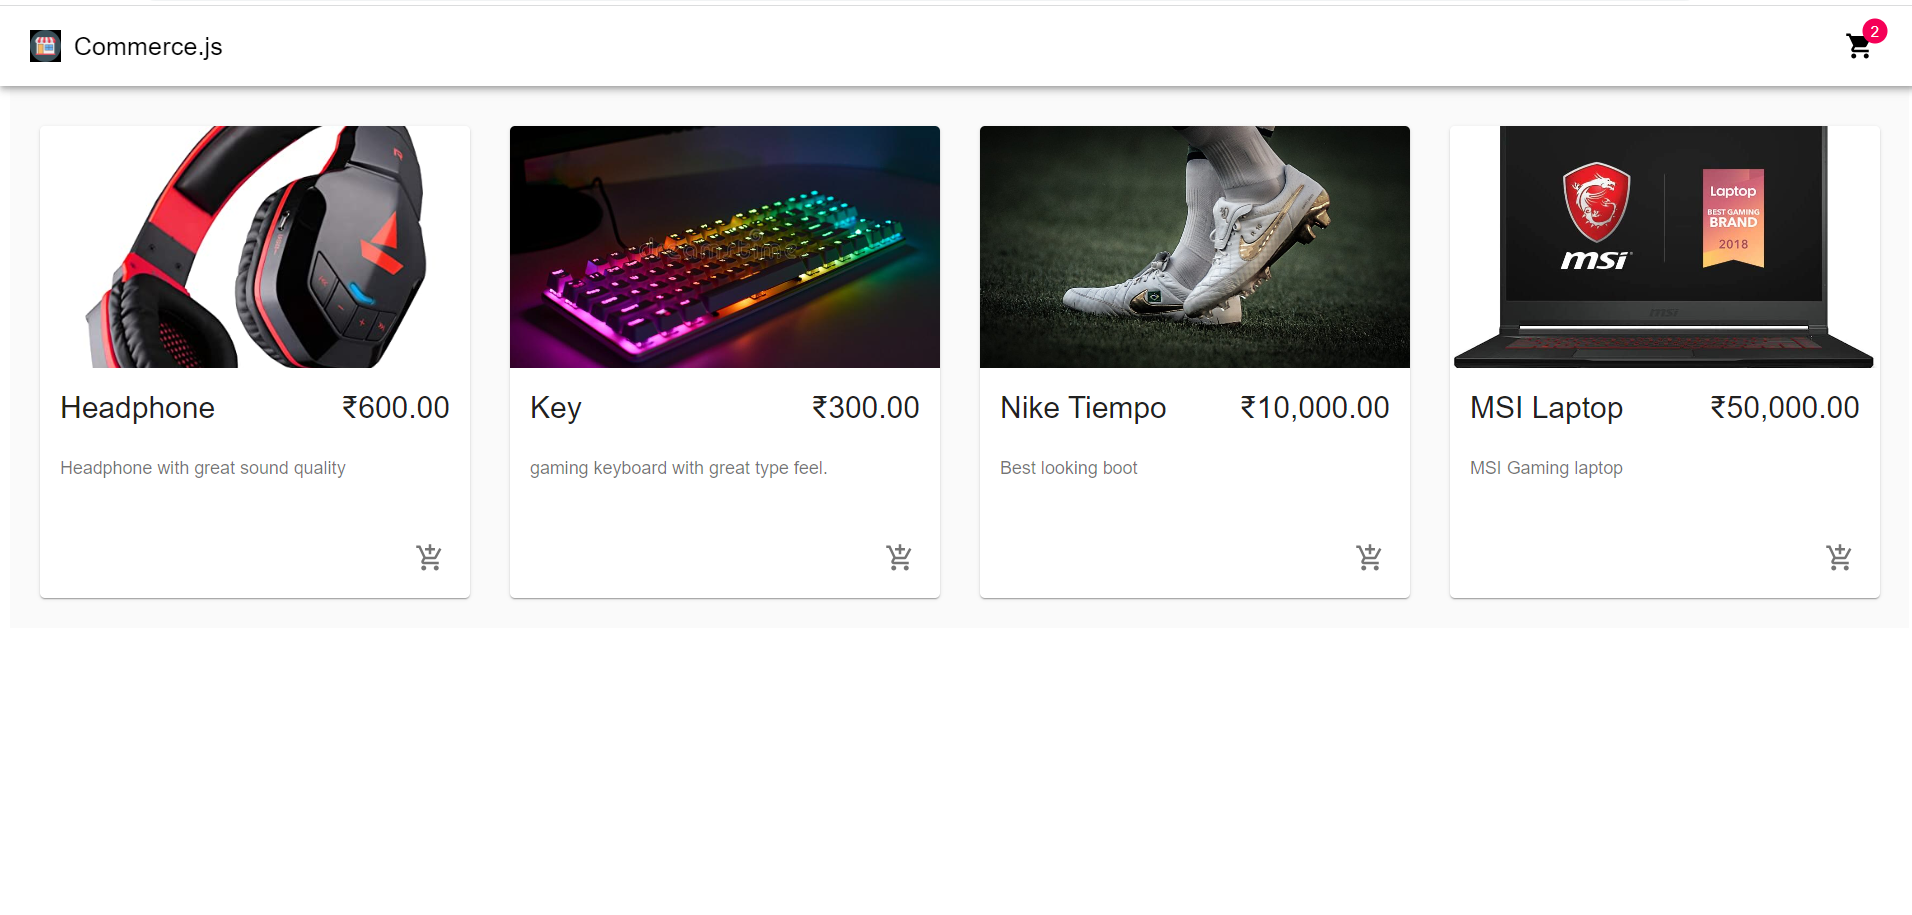 Commerce.js
2
msi
Laptop
BEST GAMING
BRAND
2018
msi
Headphone ₹600.00
Headphone with great sound quality
Key ₹300.00
gaming keyboard with great type feel.
Nike Tiempo ₹10,000.00
Best looking boot
MSI Laptop ₹50,000.00
MSI Gaming laptop